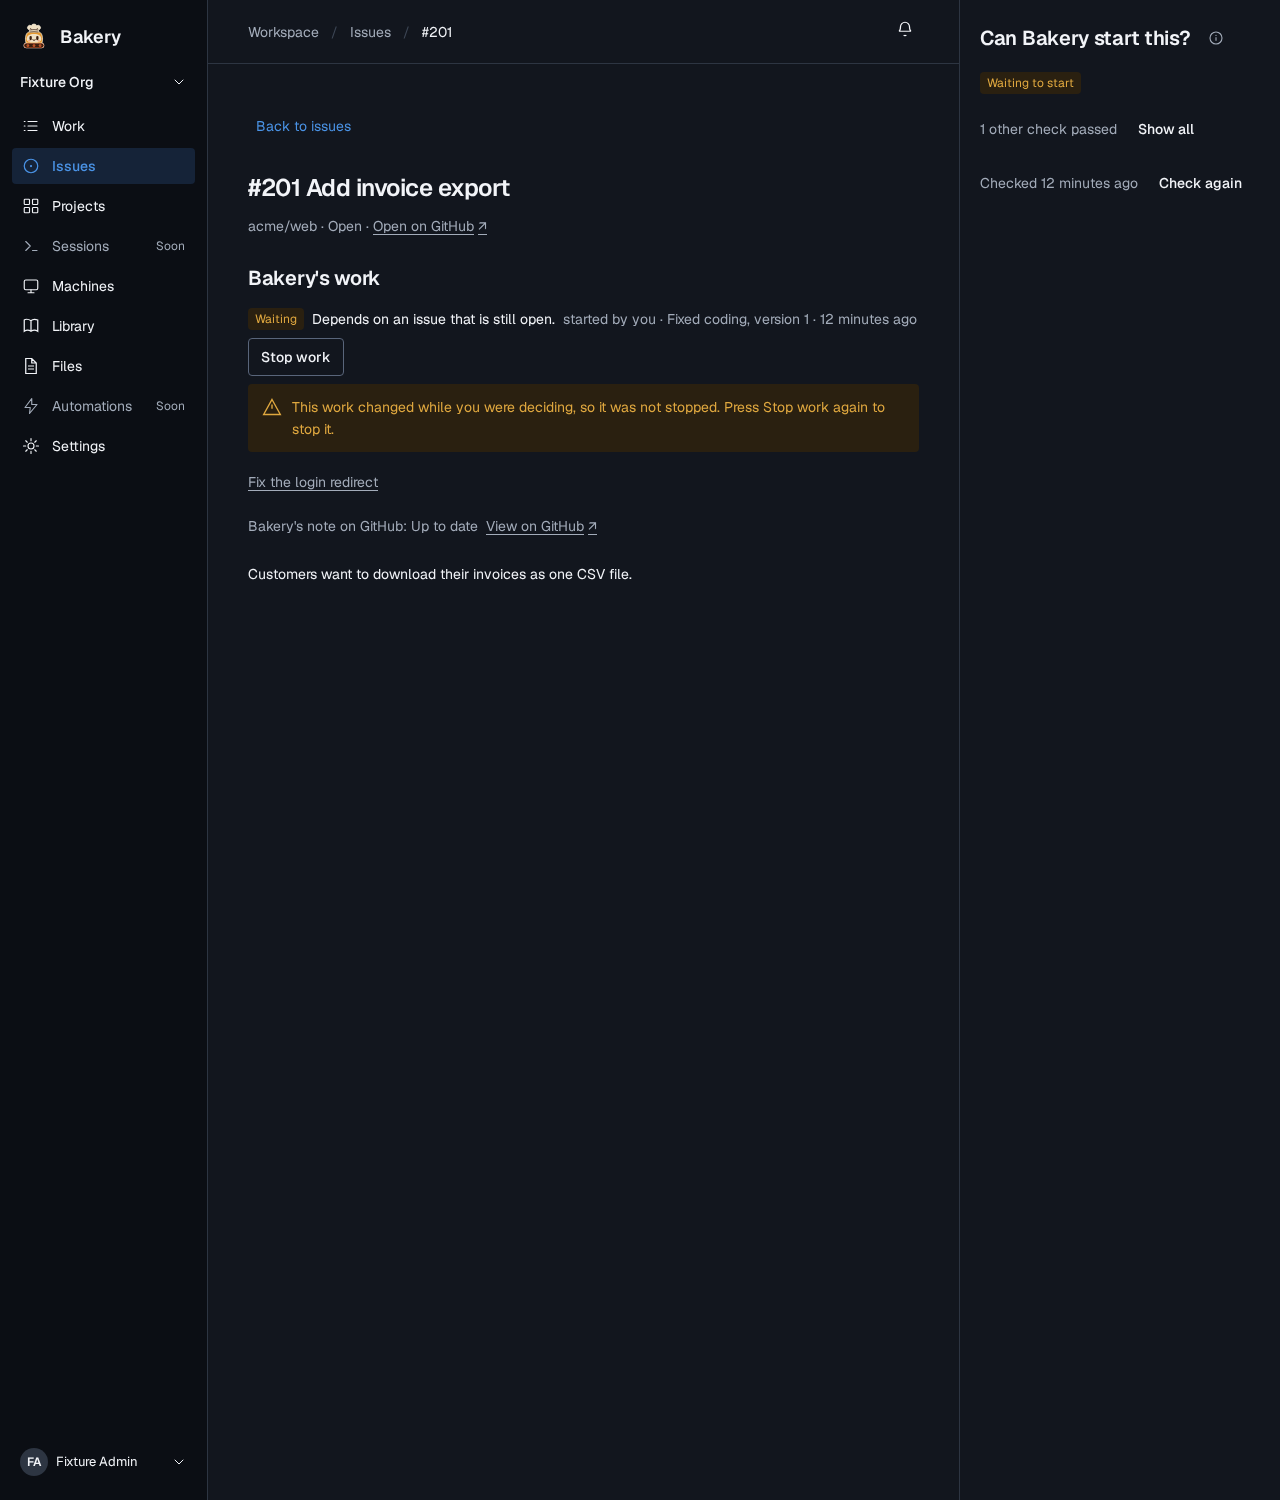 Bakery
Fixture Org
Work
Issues
Projects
Sessions Soon
Machines
Library
Files
Automations Soon
Settings
FA Fixture Admin
Workspace / Issues / #201
Back to issues
#201 Add invoice export
acme/web · Open · Open on GitHub ↗
Bakery's work
Waiting Depends on an issue that is still open. started by you · Fixed coding, version 1 · 12 minutes ago
Stop work
This work changed while you were deciding, so it was not stopped. Press Stop work again to
stop it.
Fix the login redirect
Bakery's note on GitHub: Up to date View on GitHub ↗
Customers want to download their invoices as one CSV file.
Can Bakery start this?
Waiting to start
1 other check passed Show all
Checked 12 minutes ago Check again